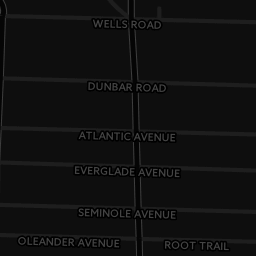 WELLS ROAD
DUNBAR ROAD
ATLANTIC AVENUE
EVERGLADE AVENUE
SEMINOLE AVENUE
OLEANDER AVENUE
ROOT TRAIL